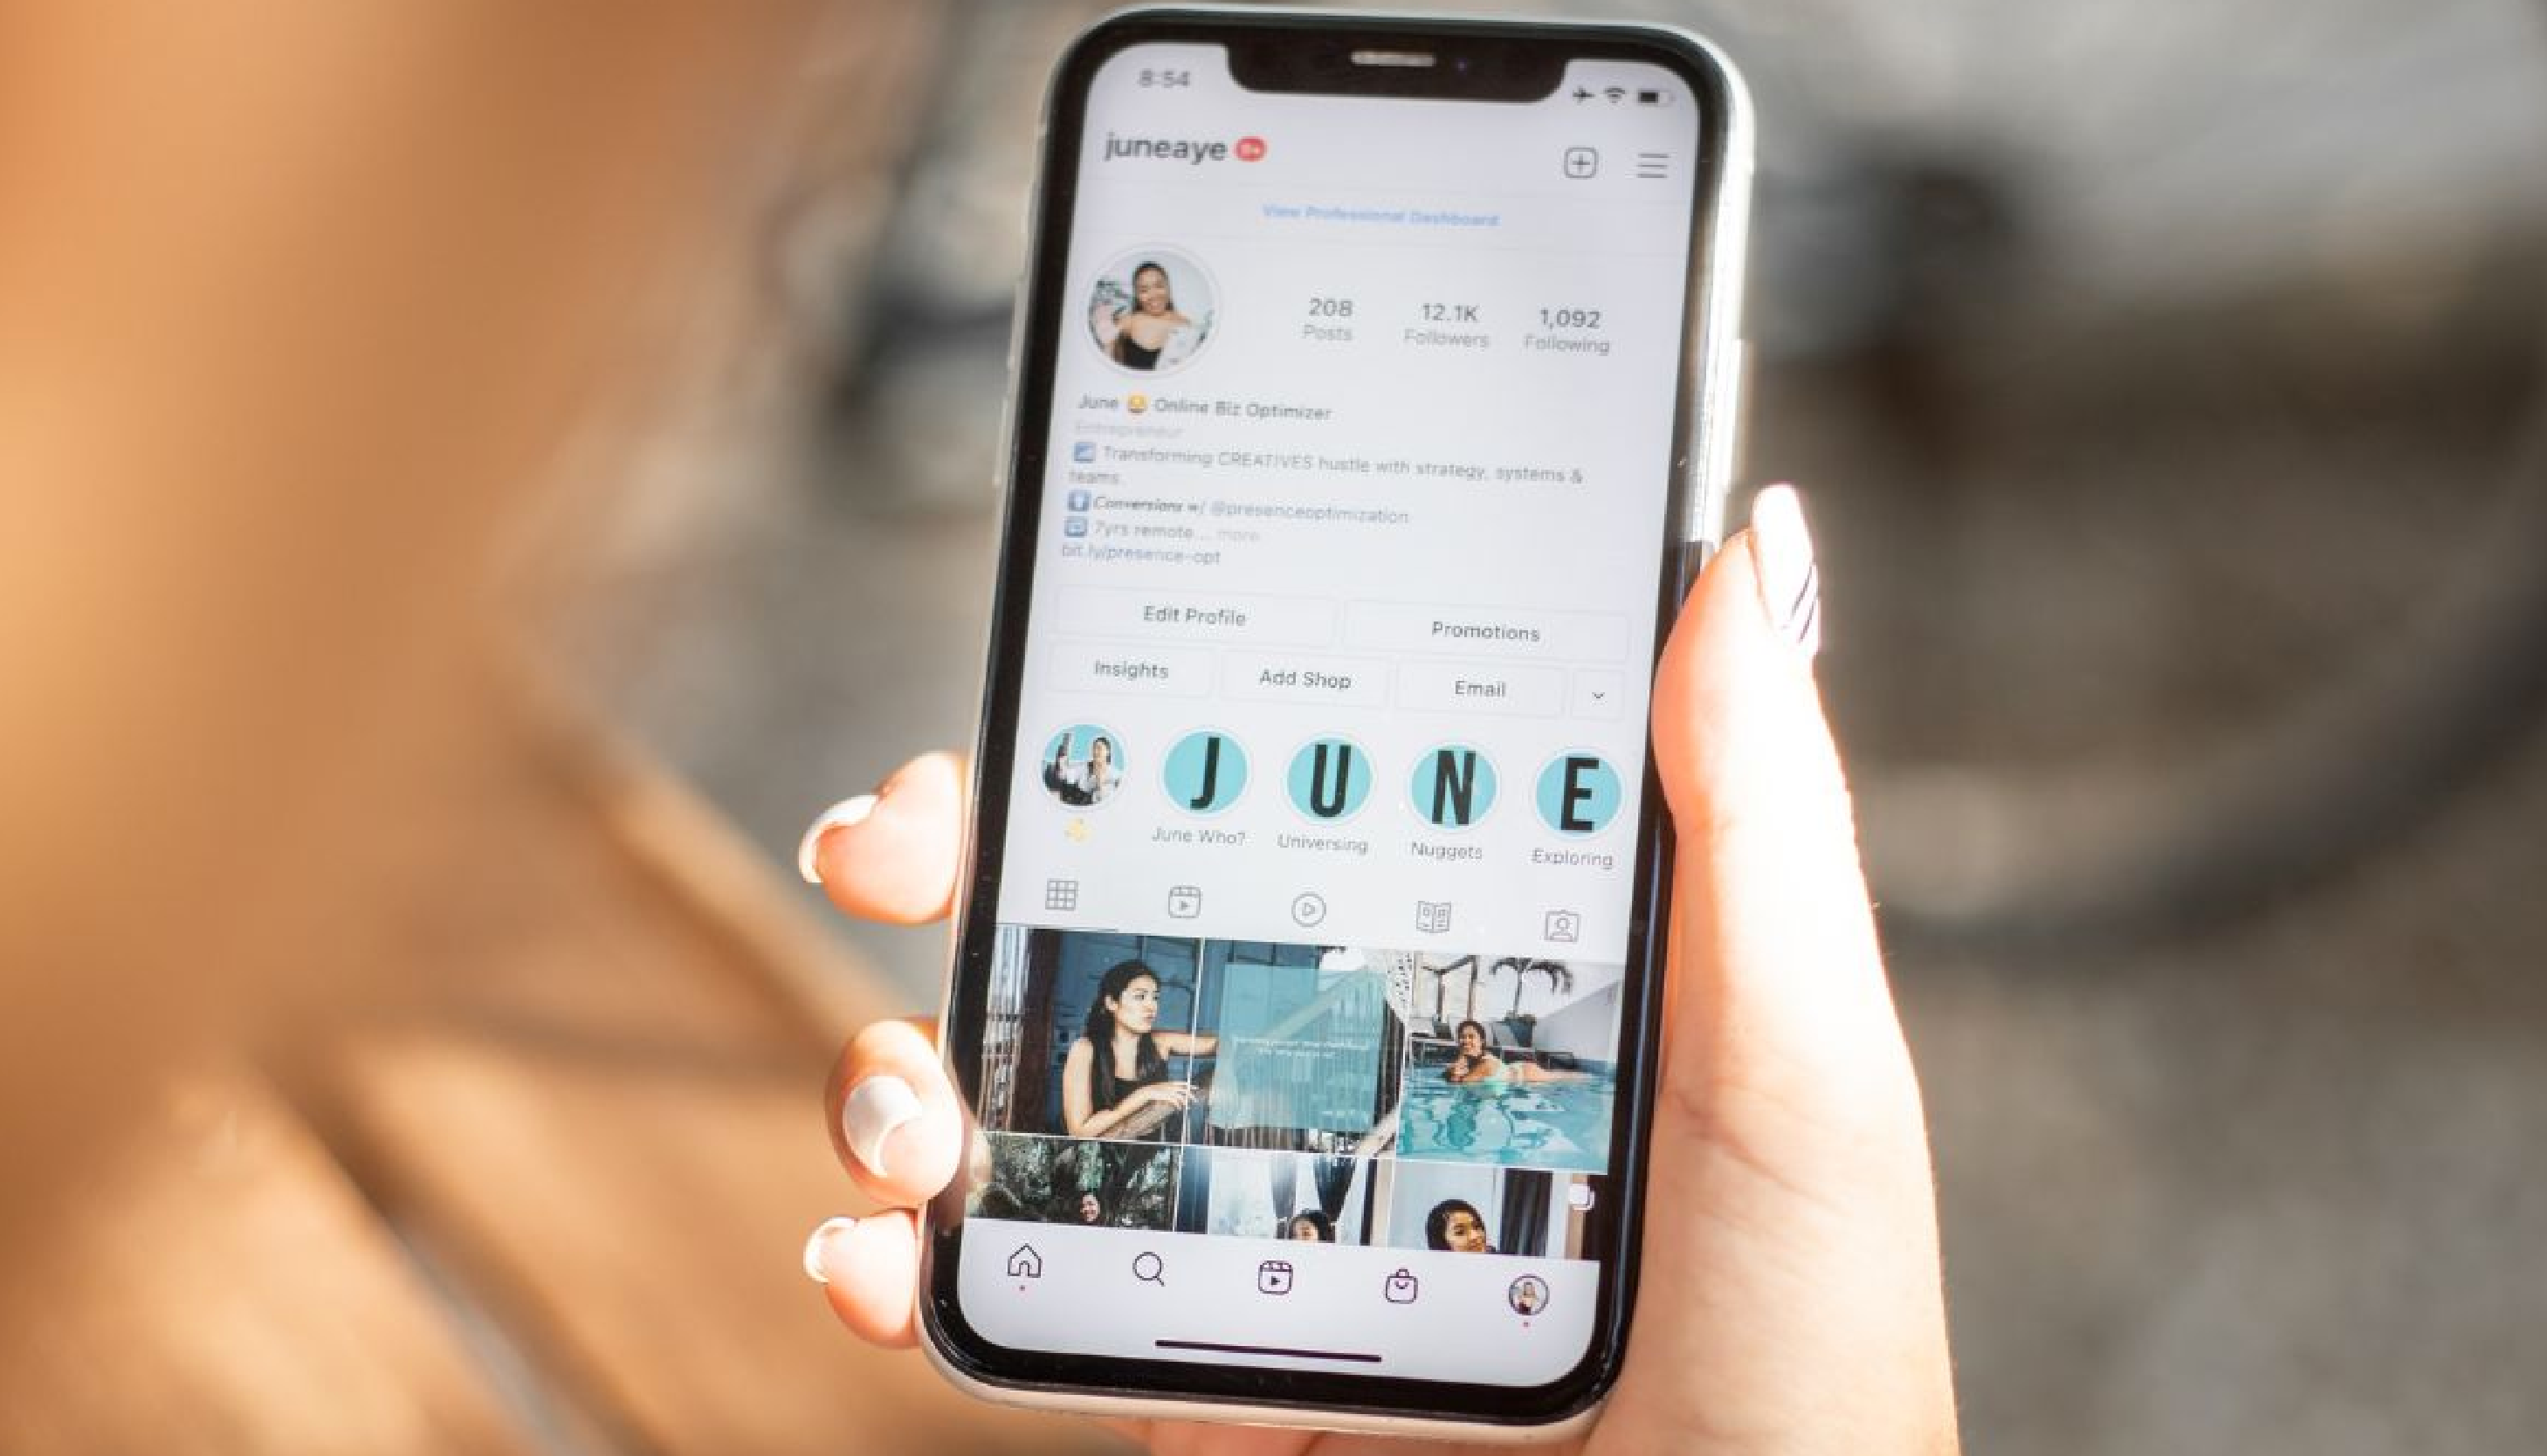 8:54
juneaye
View Professional Dashboard
208 12.1K 1,092
Posts Followers Following
June 😄 Online Biz Optimizer
Entrepreneur
Transforming CREATIVES hustle with strategy, systems &
teams.
Conversions w/ @presenceoptimization
7yrs remote... more
bit.ly/presence-opt
Edit Profile Promotions
Insights Add Shop Email
J U N E
June Who? Universing Nuggets Exploring